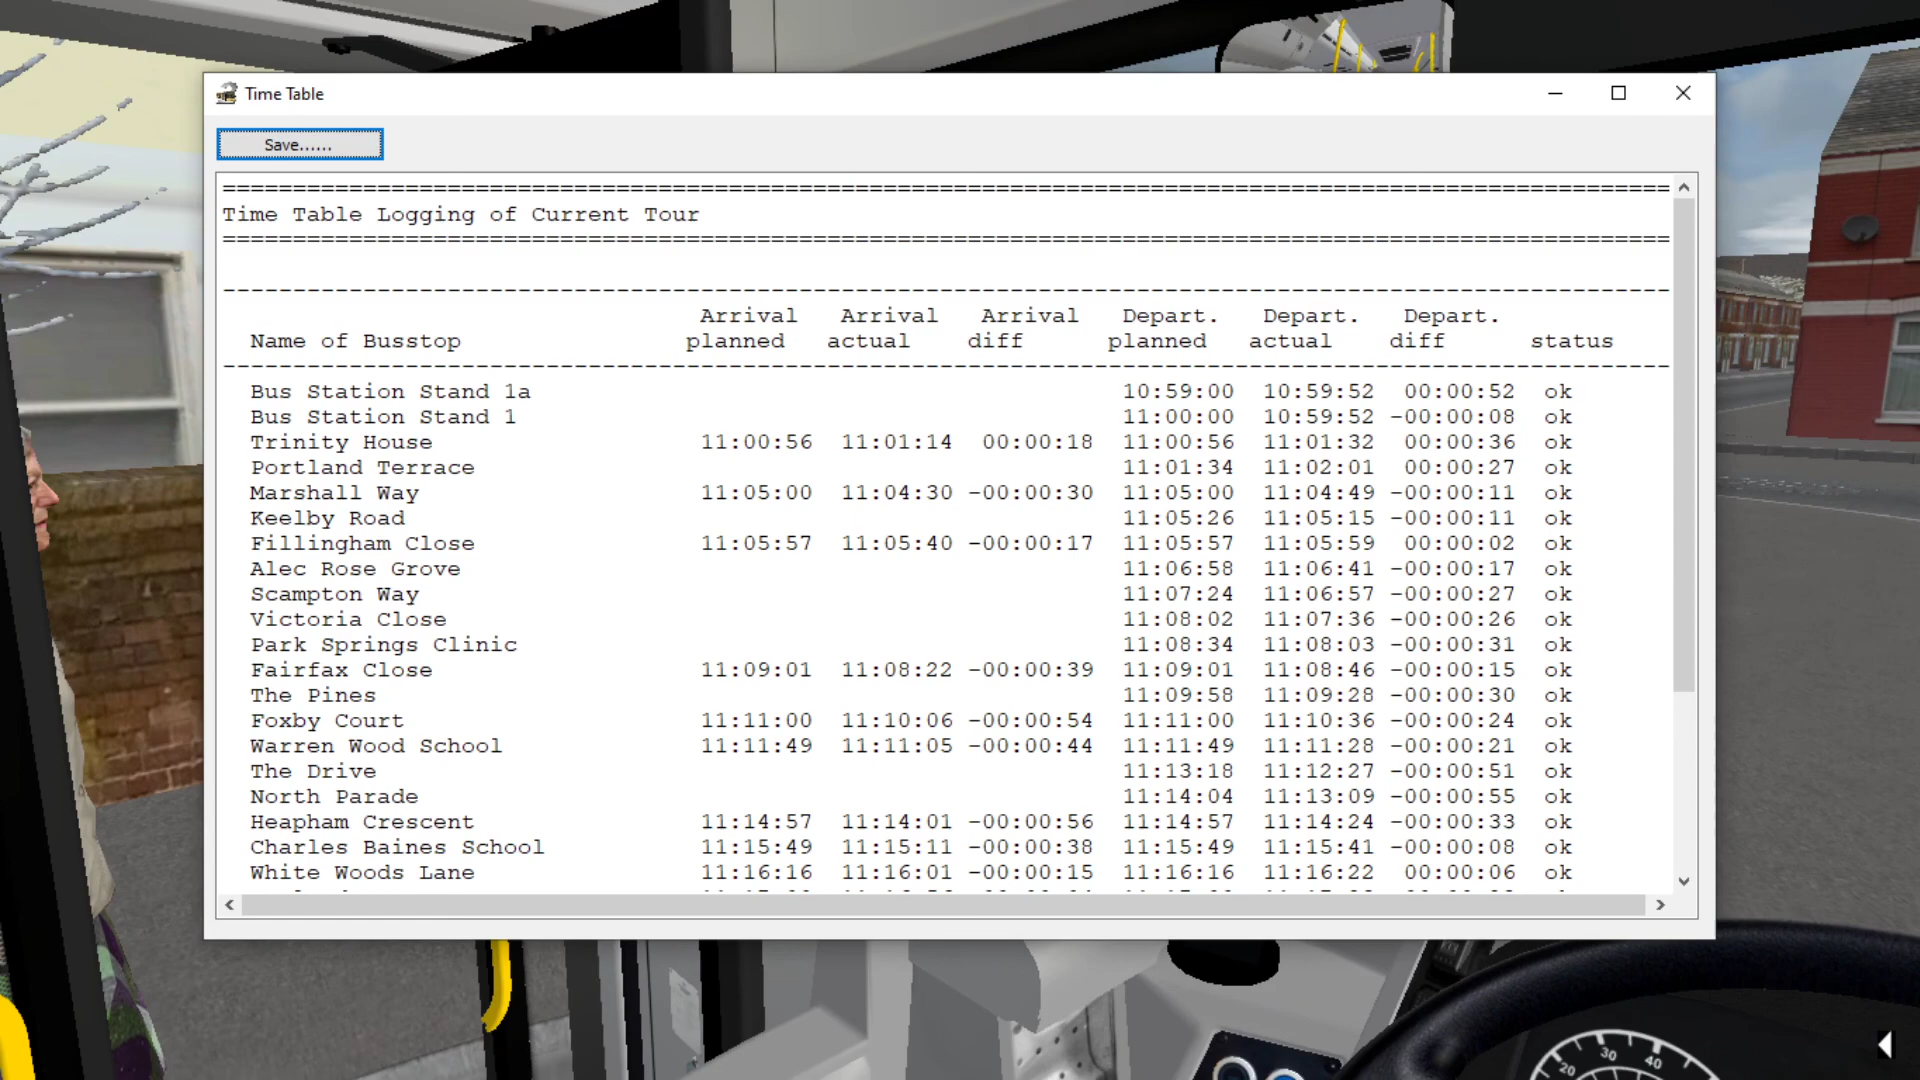 Time Table
Save......
====================================================================================================
Time Table Logging of Current Tour
====================================================================================================
----------------------------------------------------------------------------------------------------
Arrival Arrival Arrival Depart. Depart. Depart.
Name of Busstop planned actual diff planned actual diff status
----------------------------------------------------------------------------------------------------
Bus Station Stand 1a 10:59:00 10:59:52 00:00:52 ok
Bus Station Stand 1 11:00:00 10:59:52 -00:00:08 ok
Trinity House 11:00:56 11:01:14 00:00:18 11:00:56 11:01:32 00:00:36 ok
Portland Terrace 11:01:34 11:02:01 00:00:27 ok
Marshall Way 11:05:00 11:04:30 -00:00:30 11:05:00 11:04:49 -00:00:11 ok
Keelby Road 11:05:26 11:05:15 -00:00:11 ok
Fillingham Close 11:05:57 11:05:40 -00:00:17 11:05:57 11:05:59 00:00:02 ok
Alec Rose Grove 11:06:58 11:06:41 -00:00:17 ok
Scampton Way 11:07:24 11:06:57 -00:00:27 ok
Victoria Close 11:08:02 11:07:36 -00:00:26 ok
Park Springs Clinic 11:08:34 11:08:03 -00:00:31 ok
Fairfax Close 11:09:01 11:08:22 -00:00:39 11:09:01 11:08:46 -00:00:15 ok
The Pines 11:09:58 11:09:28 -00:00:30 ok
Foxby Court 11:11:00 11:10:06 -00:00:54 11:11:00 11:10:36 -00:00:24 ok
Warren Wood School 11:11:49 11:11:05 -00:00:44 11:11:49 11:11:28 -00:00:21 ok
The Drive 11:13:18 11:12:27 -00:00:51 ok
North Parade 11:14:04 11:13:09 -00:00:55 ok
Heapham Crescent 11:14:57 11:14:01 -00:00:56 11:14:57 11:14:24 -00:00:33 ok
Charles Baines School 11:15:49 11:15:11 -00:00:38 11:15:49 11:15:41 -00:00:08 ok
White Woods Lane 11:16:16 11:16:01 -00:00:15 11:16:16 11:16:22 00:00:06 ok
20 30 40